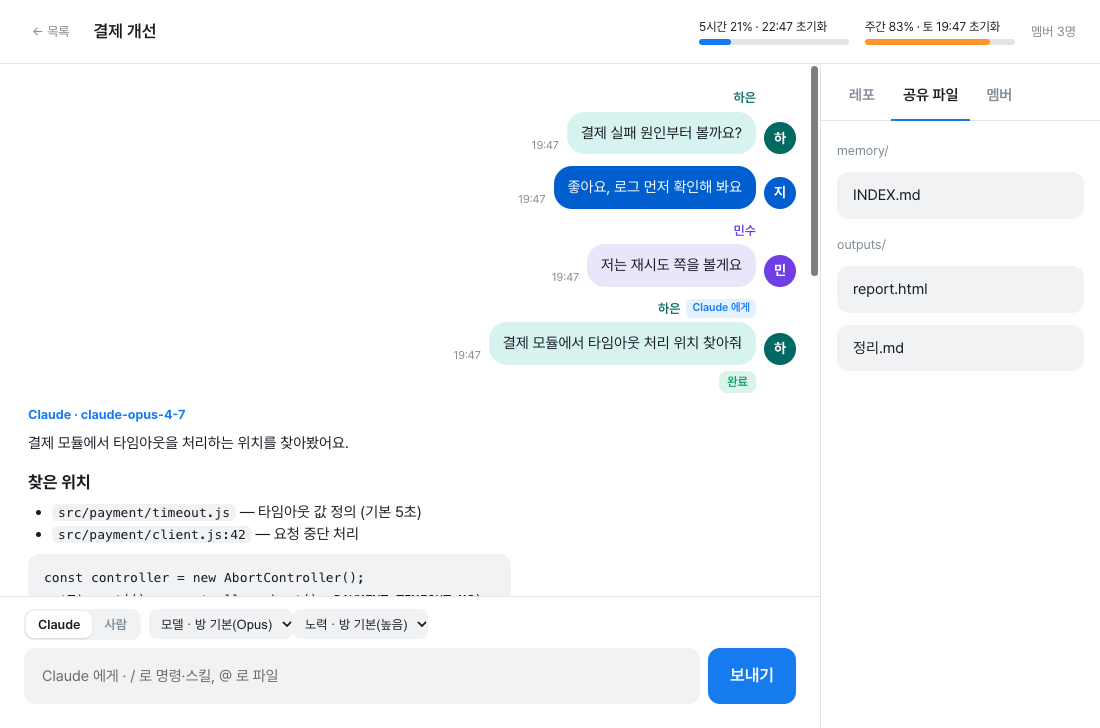 ← 목록
결제 개선
5시간 21% · 22:47 초기화
주간 83% · 토 19:47 초기화
멤버 3명
하은
결제 실패 원인부터 볼까요?
19:47
하
좋아요, 로그 먼저 확인해 봐요
19:47
지
민수
저는 재시도 쪽을 볼게요
19:47
민
하은 Claude 에게
결제 모듈에서 타임아웃 처리 위치 찾아줘
19:47
하
완료
Claude · claude-opus-4-7
결제 모듈에서 타임아웃을 처리하는 위치를 찾아봤어요.
찾은 위치
• src/payment/timeout.js — 타임아웃 값 정의 (기본 5초)
• src/payment/client.js:42 — 요청 중단 처리
const controller = new AbortController();
Claude 사람 모델 · 방 기본(Opus) 노력 · 방 기본(높음)
Claude 에게 · / 로 명령·스킬, @ 로 파일
보내기
레포 공유 파일 멤버
memory/
INDEX.md
outputs/
report.html
정리.md